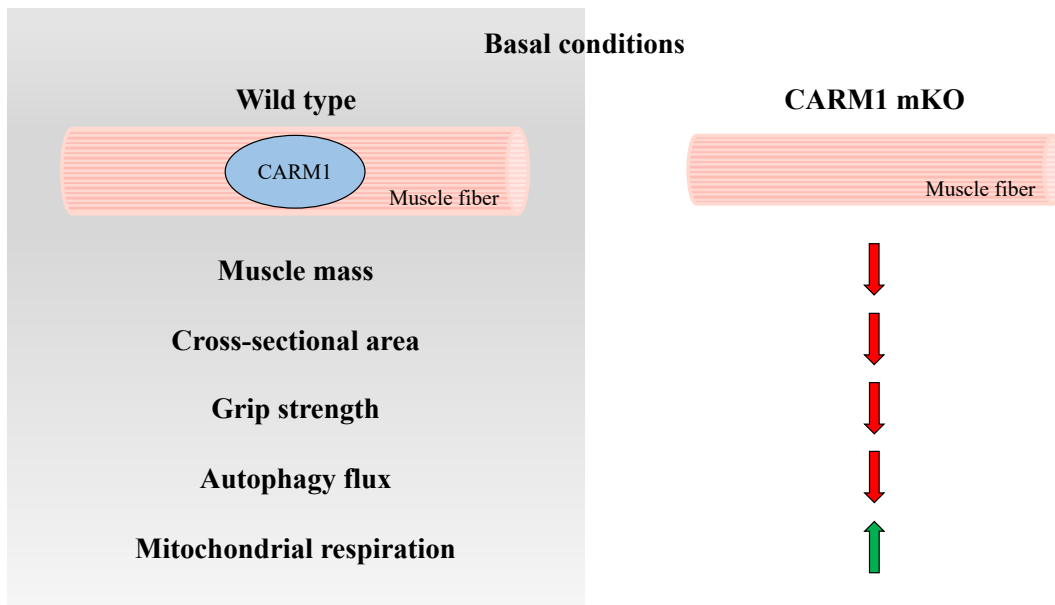 Basal conditions
Wild type
CARM1 mKO
CARM1
Muscle fiber
Muscle fiber
Muscle mass
Cross-sectional area
Grip strength
Autophagy flux
Mitochondrial respiration